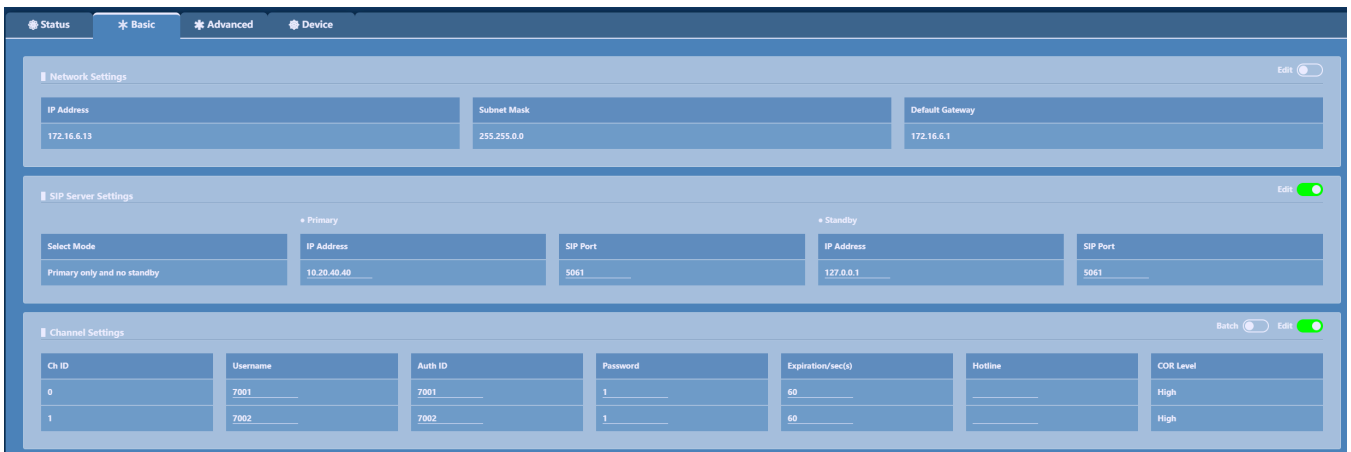 Status Basic Advanced Device
Network Settings Edit
IP Address Subnet Mask Default Gateway
172.16.6.13 255.255.0.0 172.16.6.1
SIP Server Settings Edit
• Primary • Standby
Select Mode IP Address SIP Port IP Address SIP Port
Primary only and no standby 10.20.40.40 5061 127.0.0.1 5061
Channel Settings Batch Edit
Ch ID Username Auth ID Password Expiration/sec(s) Hotline COR Level
0 7001 7001 1 60 High
1 7002 7002 1 60 High